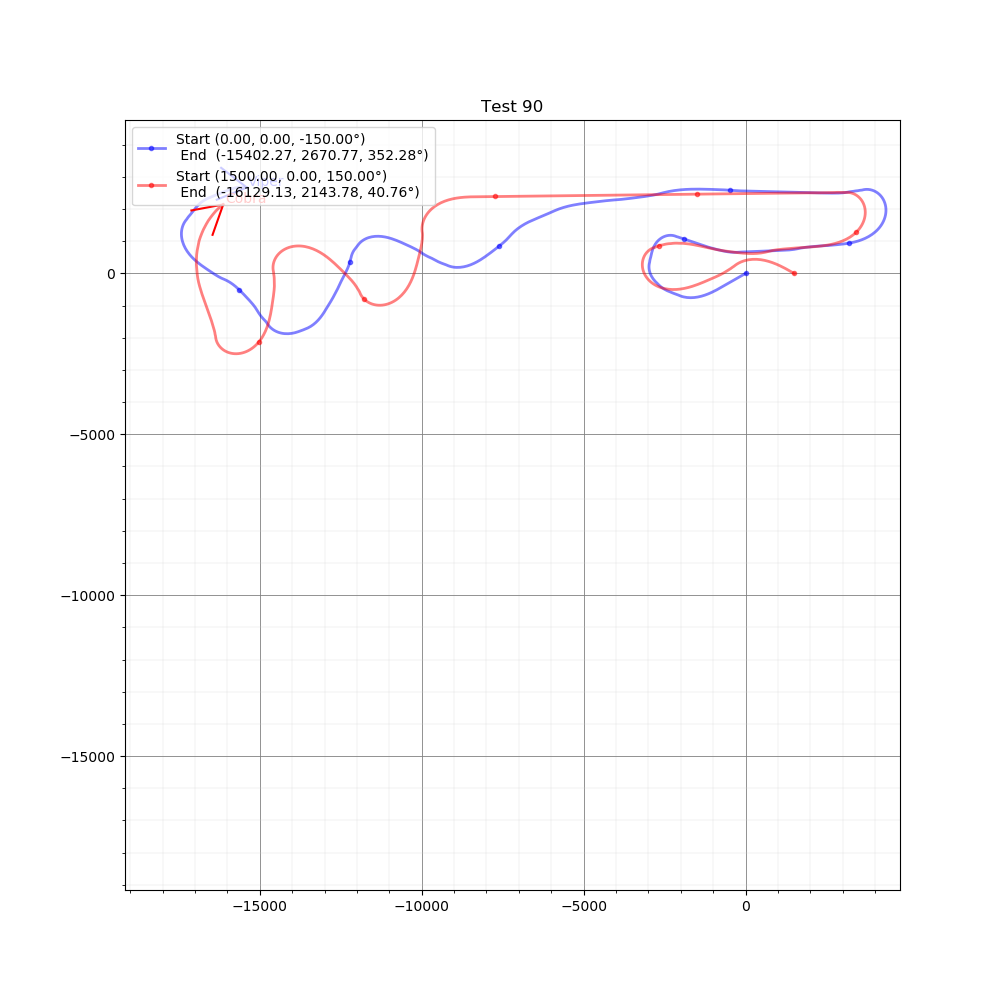 Test 90
Start (0.00, 0.00, -150.00°)
End  (-15402.27, 2670.77, 352.28°)
Start (1500.00, 0.00, 150.00°)
End  (-16129.13, 2143.78, 40.76°)
Cobra
0
−5000
−10000
−15000
−15000 −10000 −5000 0